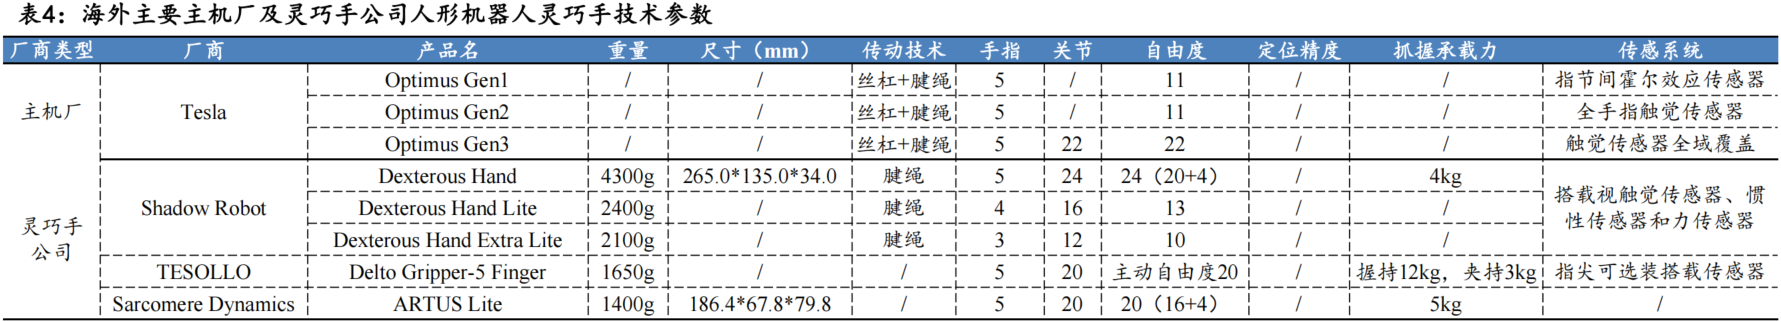 表4：海外主要主机厂及灵巧手公司人形机器人灵巧手技术参数
厂商类型 厂商 产品名 重量 尺寸（mm） 传动技术 手指 关节 自由度 定位精度 抓握承载力 传感系统
主机厂 Tesla Optimus Gen1 / / 丝杠+腱绳 5 / 11 / / 指节间霍尔效应传感器
Optimus Gen2 / / 丝杠+腱绳 5 / 11 / / 全手指触觉传感器
Optimus Gen3 / / 丝杠+腱绳 5 22 22 / / 触觉传感器全域覆盖
灵巧手公司 Shadow Robot Dexterous Hand 4300g 265.0*135.0*34.0 腱绳 5 24 24（20+4） / 4kg 搭载视触觉传感器、惯性传感器和力传感器
Dexterous Hand Lite 2400g / 腱绳 4 16 13 / /
Dexterous Hand Extra Lite 2100g / 腱绳 3 12 10 / /
TESOLLO Delto Gripper-5 Finger 1650g / / 5 20 主动自由度20 / 握持12kg，夹持3kg 指尖可选装搭载传感器
Sarcomere Dynamics ARTUS Lite 1400g 186.4*67.8*79.8 / 5 20 20（16+4） / 5kg /